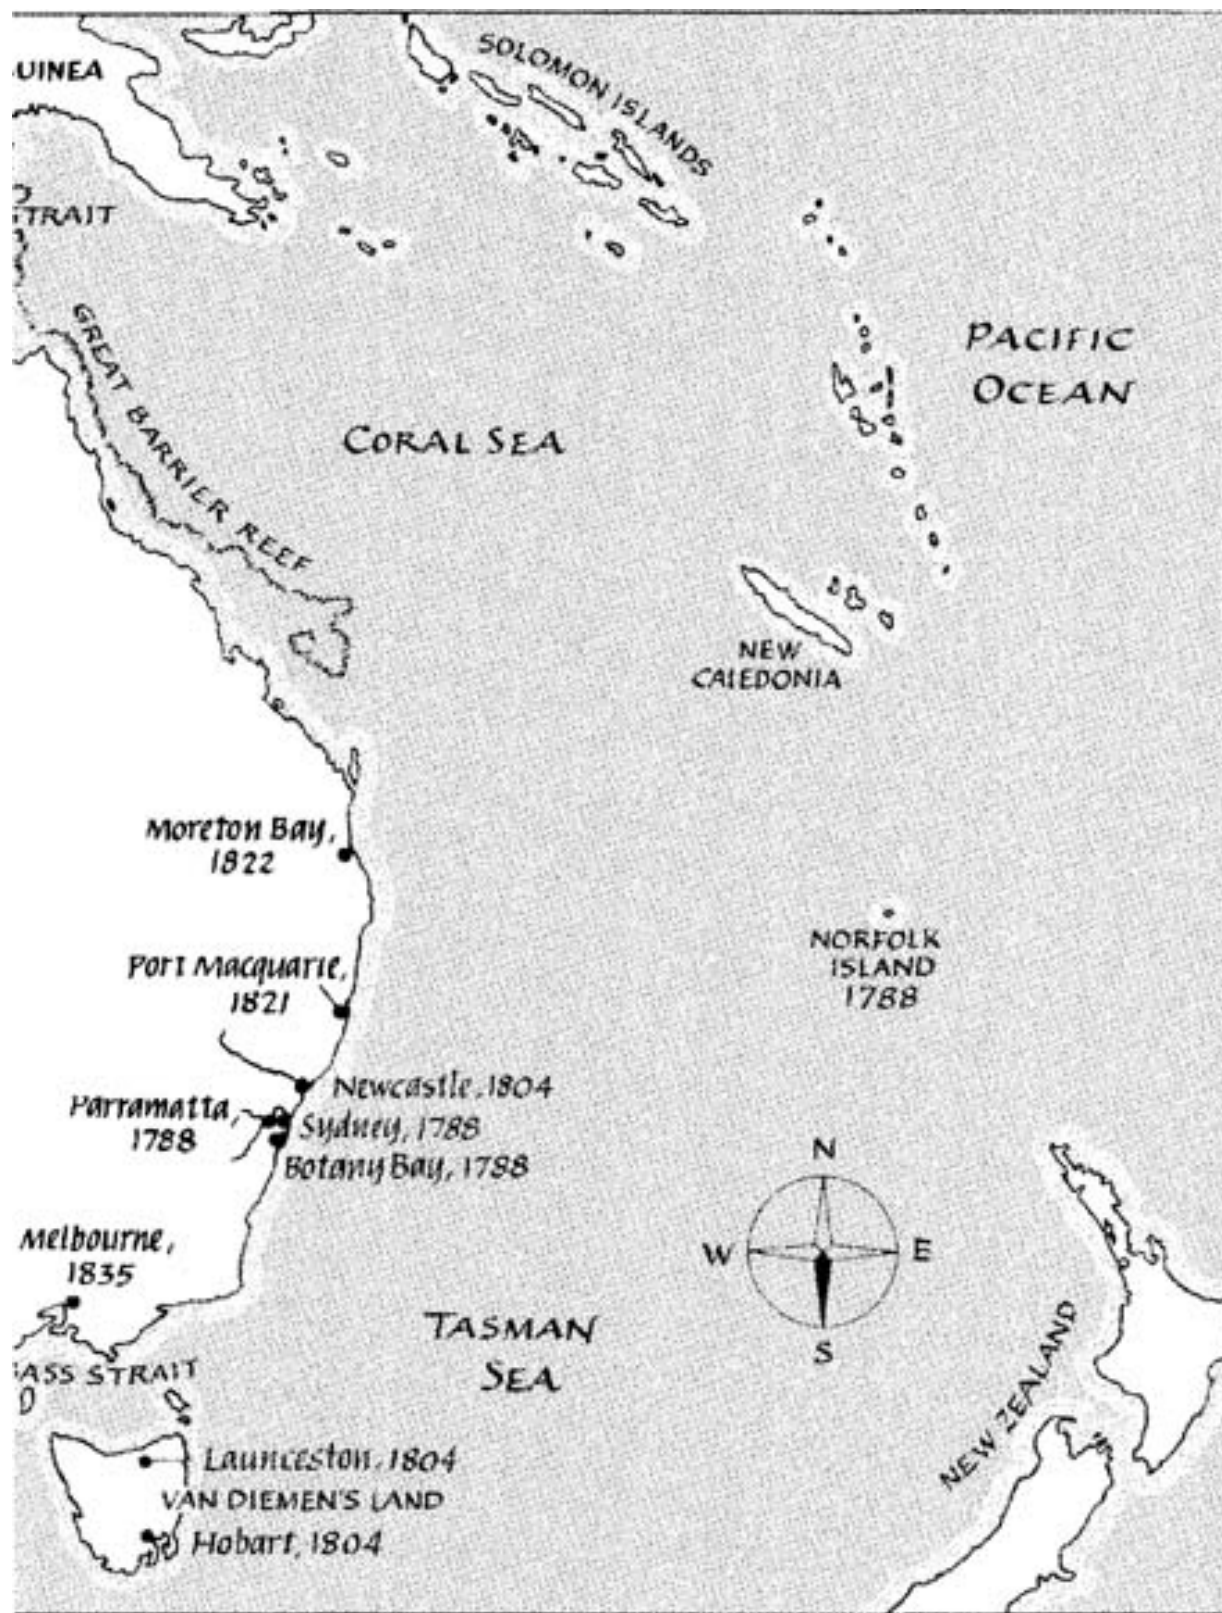 SOLOMON ISLANDS
UINEA
TRAIT
GREAT BARRIER REEF
PACIFIC
OCEAN
CORAL SEA
NEW
CALEDONIA
Moreton Bay,
1822
NORFOLK
ISLAND
1788
Port Macquarie,
1821
Newcastle, 1804
Parramatta,
1788
Sydney, 1788
Botany Bay, 1788
N
W
E
S
Melbourne,
1835
TASMAN
SEA
NEW ZEALAND
ASS STRAIT
Launceston, 1804
VAN DIEMEN'S LAND
Hobart, 1804